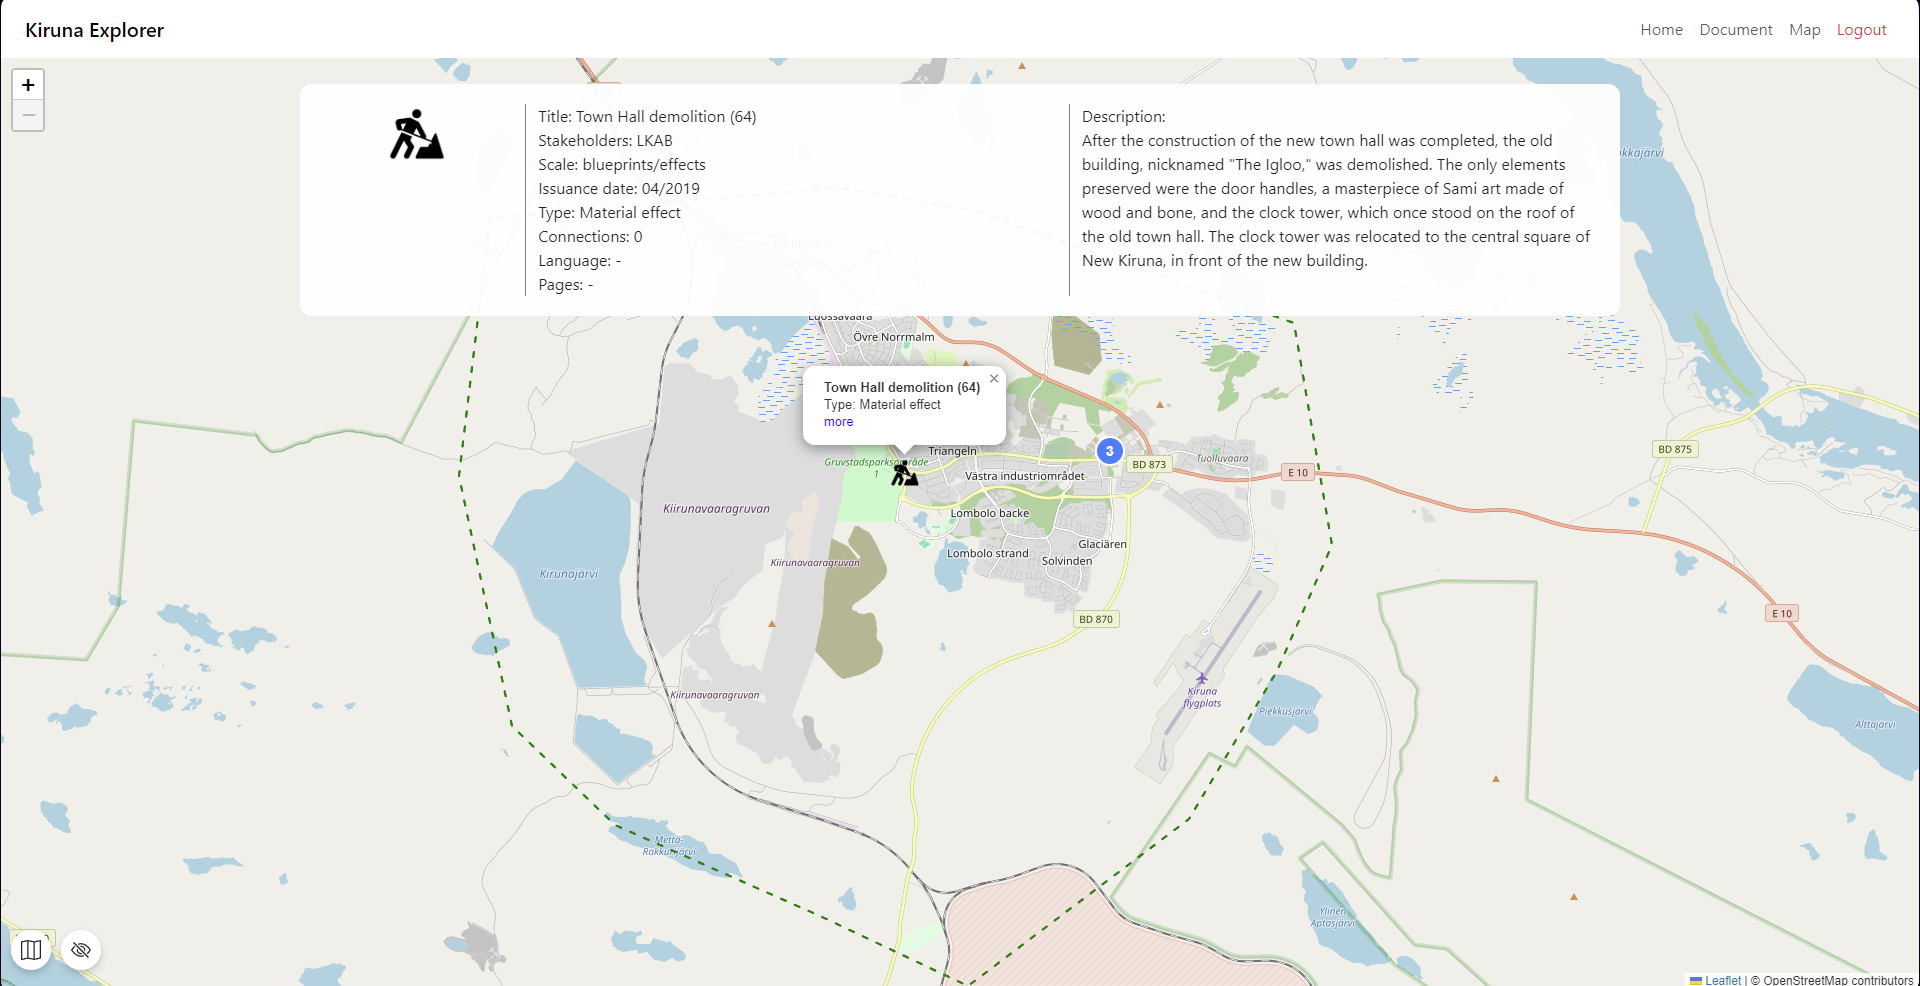 Kiruna Explorer
Home Document Map Logout
+
−
Title: Town Hall demolition (64)
Stakeholders: LKAB
Scale: blueprints/effects
Issuance date: 04/2019
Type: Material effect
Connections: 0
Language: -
Pages: -
Description:
After the construction of the new town hall was completed, the old
building, nicknamed "The Igloo," was demolished. The only elements
preserved were the door handles, a masterpiece of Sami art made of
wood and bone, and the clock tower, which once stood on the roof of
the old town hall. The clock tower was relocated to the central square of
New Kiruna, in front of the new building.
Luossavaara
Övre Norrmalm
Town Hall demolition (64)
×
Type: Material effect
more
Triangeln
3
Gruvstadsparksområde
1
BD 873
Tuolluvaara
BD 875
E 10
Västra industriområdet
Kiirunavaaragruvan
Lombolo backe
Glaciären
Lombolo strand
Solvinden
Kiirunavaaragruvan
Kirunajärvi
BD 870
E 10
Kiirunavaaragruvan
Kiruna
flygplats
Piekkusjärvi
Alttajärvi
Mettä-
Rakkurijärvi
Ylinen
Aptasjärvi
Leaflet | © OpenStreetMap contributors